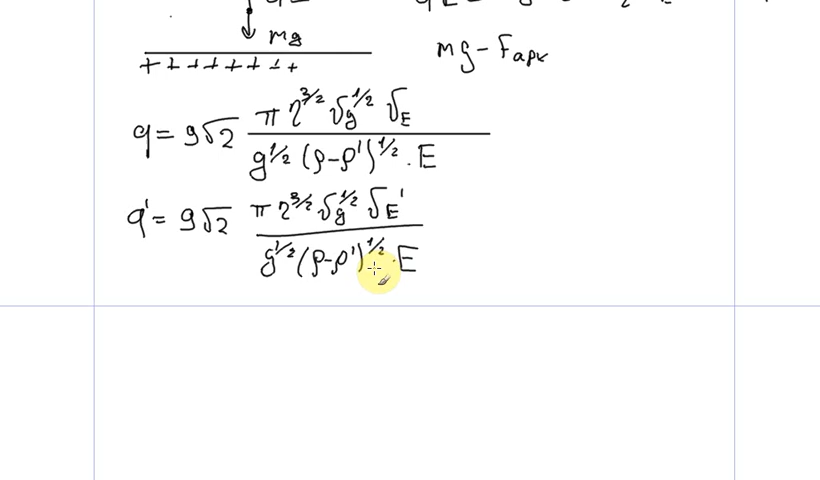 mg
mg - Fарх
+ + + + + + + +
q = 9√2 π η^3/2 v_g^1/2 v_E / g^1/2 (ρ-ρ')^1/2 · E
q' = 9√2 π η^3/2 v_g^1/2 v_E' / g^1/2 (ρ-ρ')^1/2 · E